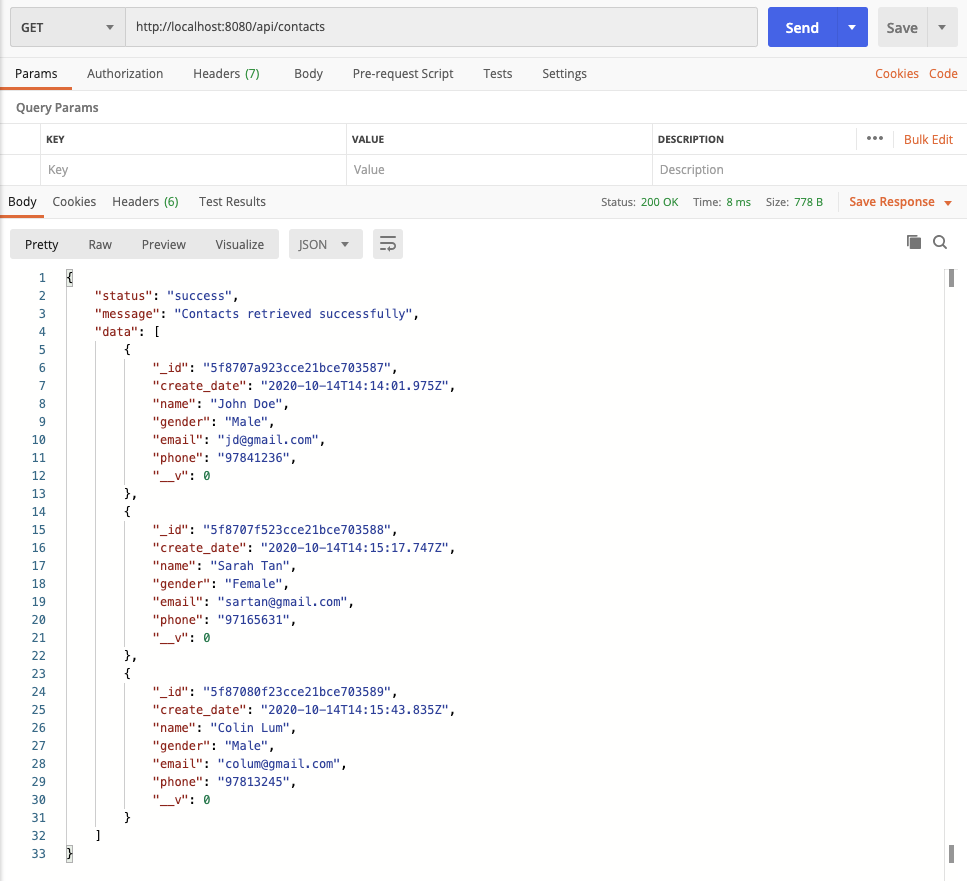 GET http://localhost:8080/api/contacts Send Save
Params Authorization Headers (7) Body Pre-request Script Tests Settings Cookies Code
Query Params
KEY VALUE DESCRIPTION ••• Bulk Edit
Key Value Description
Body Cookies Headers (6) Test Results Status: 200 OK Time: 8 ms Size: 778 B Save Response
Pretty Raw Preview Visualize JSON
1 {
2 "status": "success",
3 "message": "Contacts retrieved successfully",
4 "data": [
5 {
6 "_id": "5f8707a923cce21bce703587",
7 "create_date": "2020-10-14T14:14:01.975Z",
8 "name": "John Doe",
9 "gender": "Male",
10 "email": "jd@gmail.com",
11 "phone": "97841236",
12 "__v": 0
13 },
14 {
15 "_id": "5f8707f523cce21bce703588",
16 "create_date": "2020-10-14T14:15:17.747Z",
17 "name": "Sarah Tan",
18 "gender": "Female",
19 "email": "sartan@gmail.com",
20 "phone": "97165631",
21 "__v": 0
22 },
23 {
24 "_id": "5f87080f23cce21bce703589",
25 "create_date": "2020-10-14T14:15:43.835Z",
26 "name": "Colin Lum",
27 "gender": "Male",
28 "email": "colum@gmail.com",
29 "phone": "97813245",
30 "__v": 0
31 }
32 ]
33 }